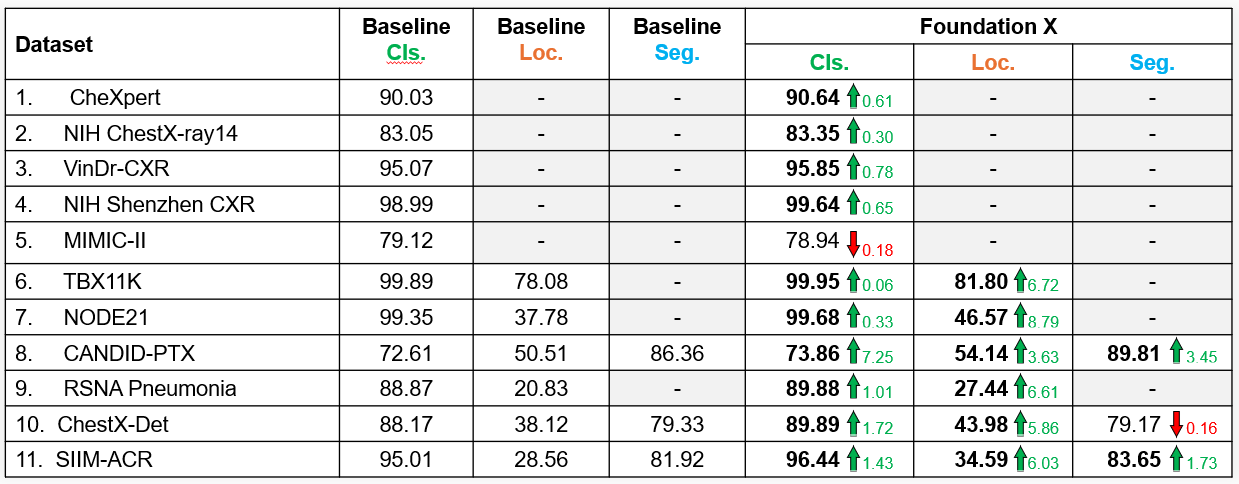 Dataset Baseline Cls. Baseline Loc. Baseline Seg. Foundation X
Cls. Loc. Seg.
1. CheXpert 90.03 - - 90.64 0.61 - -
2. NIH ChestX-ray14 83.05 - - 83.35 0.30 - -
3. VinDr-CXR 95.07 - - 95.85 0.78 - -
4. NIH Shenzhen CXR 98.99 - - 99.64 0.65 - -
5. MIMIC-II 79.12 - - 78.94 0.18 - -
6. TBX11K 99.89 78.08 - 99.95 0.06 81.80 6.72 -
7. NODE21 99.35 37.78 - 99.68 0.33 46.57 8.79 -
8. CANDID-PTX 72.61 50.51 86.36 73.86 7.25 54.14 3.63 89.81 3.45
9. RSNA Pneumonia 88.87 20.83 - 89.88 1.01 27.44 6.61 -
10. ChestX-Det 88.17 38.12 79.33 89.89 1.72 43.98 5.86 79.17 0.16
11. SIIM-ACR 95.01 28.56 81.92 96.44 1.43 34.59 6.03 83.65 1.73